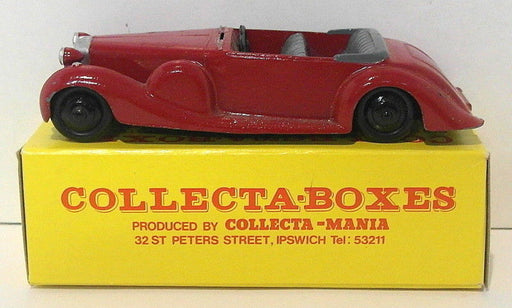 COLLECTA·BOXES
PRODUCED BY COLLECTA-MANIA
32 ST PETERS STREET, IPSWICH Tel: 53211